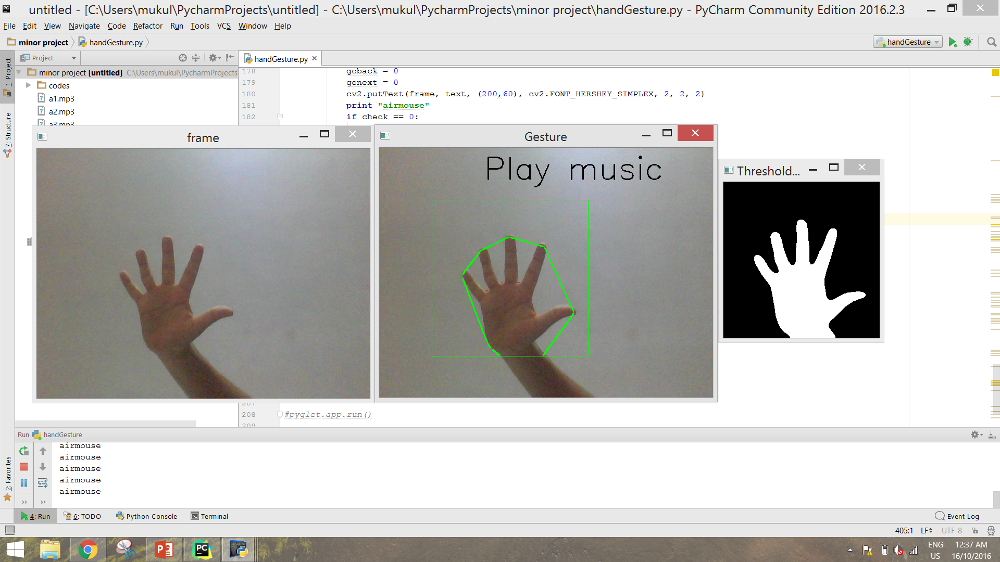 untitled - [C:\Users\mukul\PycharmProjects\untitled] - C:\Users\mukul\PycharmProjects\minor project\handGesture.py - PyCharm Community Edition 2016.2.3
File Edit View Navigate Code Refactor Run Tools VCS Window Help
minor project handGesture.py
handGesture
Project
handGesture.py
1: Project
minor project [untitled] C:\Users\mukul\PycharmProjects
codes
a1.mp3
a2.mp3
a3.mp3
178 goback = 0
179 gonext = 0
180 cv2.putText(frame, text, (200,60), cv2.FONT_HERSHEY_SIMPLEX, 2, 2, 2)
181 print "airmouse"
182 if check == 0:
7: Structure
frame
Gesture
Play music
Threshold...
207
208 #pyglet.app.run()
209
Run handGesture
airmouse
airmouse
airmouse
airmouse
airmouse
2: Favorites
4: Run 6: TODO Python Console Terminal
Event Log
405:1 LF UTF-8
ENG 12:37 AM
US 16/10/2016